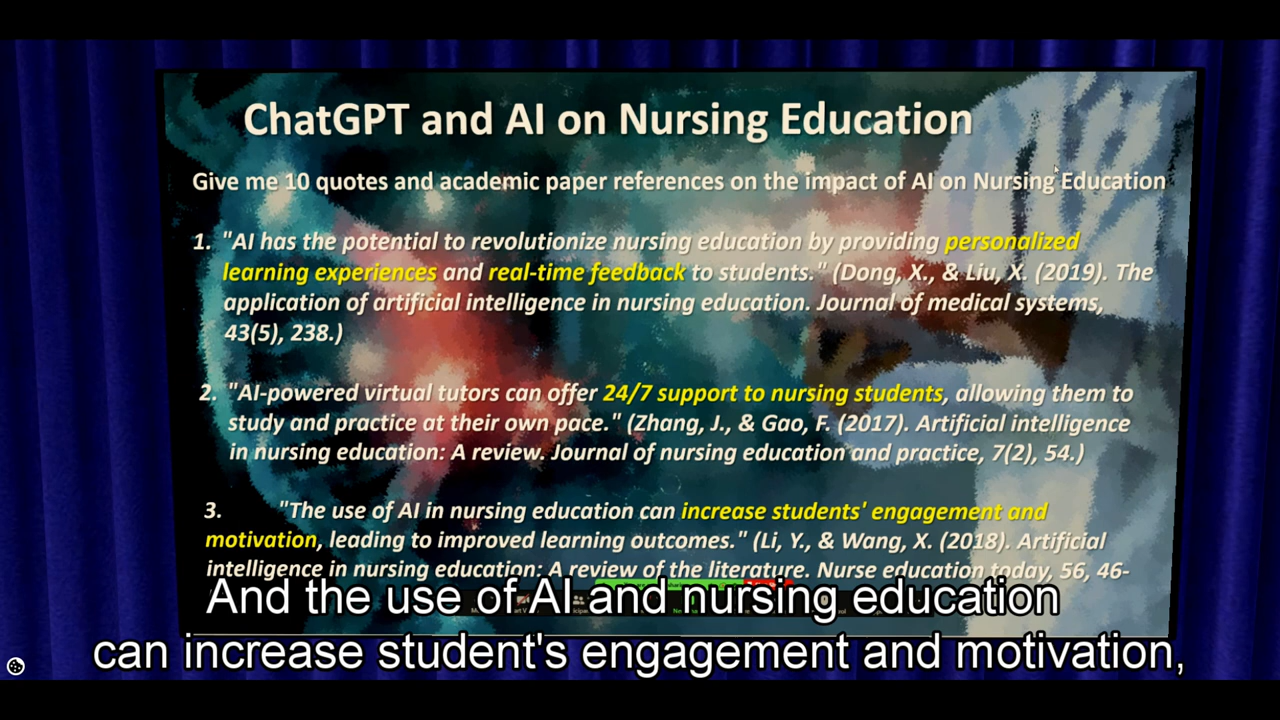 ChatGPT and AI on Nursing Education
Give me 10 quotes and academic paper references on the impact of AI on Nursing Education
1. "AI has the potential to revolutionize nursing education by providing personalized
learning experiences and real-time feedback to students." (Dong, X., & Liu, X. (2019). The
application of artificial intelligence in nursing education. Journal of medical systems,
43(5), 238.)
2. "AI-powered virtual tutors can offer 24/7 support to nursing students, allowing them to
study and practice at their own pace." (Zhang, J., & Gao, F. (2017). Artificial intelligence
in nursing education: A review. Journal of nursing education and practice, 7(2), 54.)
3. "The use of AI in nursing education can increase students' engagement and
motivation, leading to improved learning outcomes." (Li, Y., & Wang, X. (2018). Artificial
intelligence in nursing education: A review of the literature. Nurse education today, 56, 46-
And the use of AI and nursing education
can increase student's engagement and motivation,